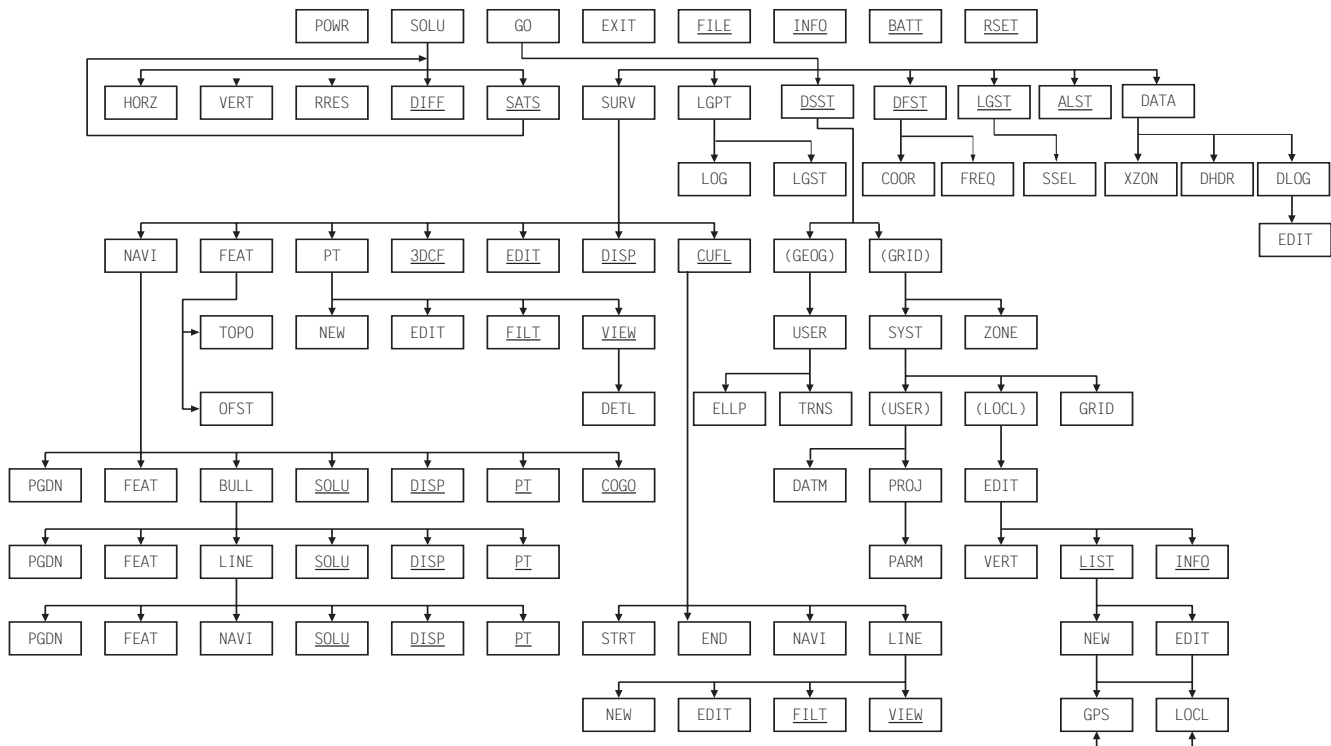 POWR SOLU GO EXIT FILE INFO BATT RSET
HORZ VERT RRES DIFF SATS SURV LGPT DSST DFST LGST ALST DATA
LOG LGST COOR FREQ SSEL XZON DHDR DLOG
NAVI FEAT PT 3DCF EDIT DISP CUFL (GEOG) (GRID) EDIT
TOPO NEW EDIT FILT VIEW USER SYST ZONE
OFST DETL ELLP TRNS (USER) (LOCL) GRID
PGDN FEAT BULL SOLU DISP PT COGO DATM PROJ EDIT
PGDN FEAT LINE SOLU DISP PT PARM VERT LIST INFO
PGDN FEAT NAVI SOLU DISP PT STRT END NAVI LINE NEW EDIT
NEW EDIT FILT VIEW GPS LOCL